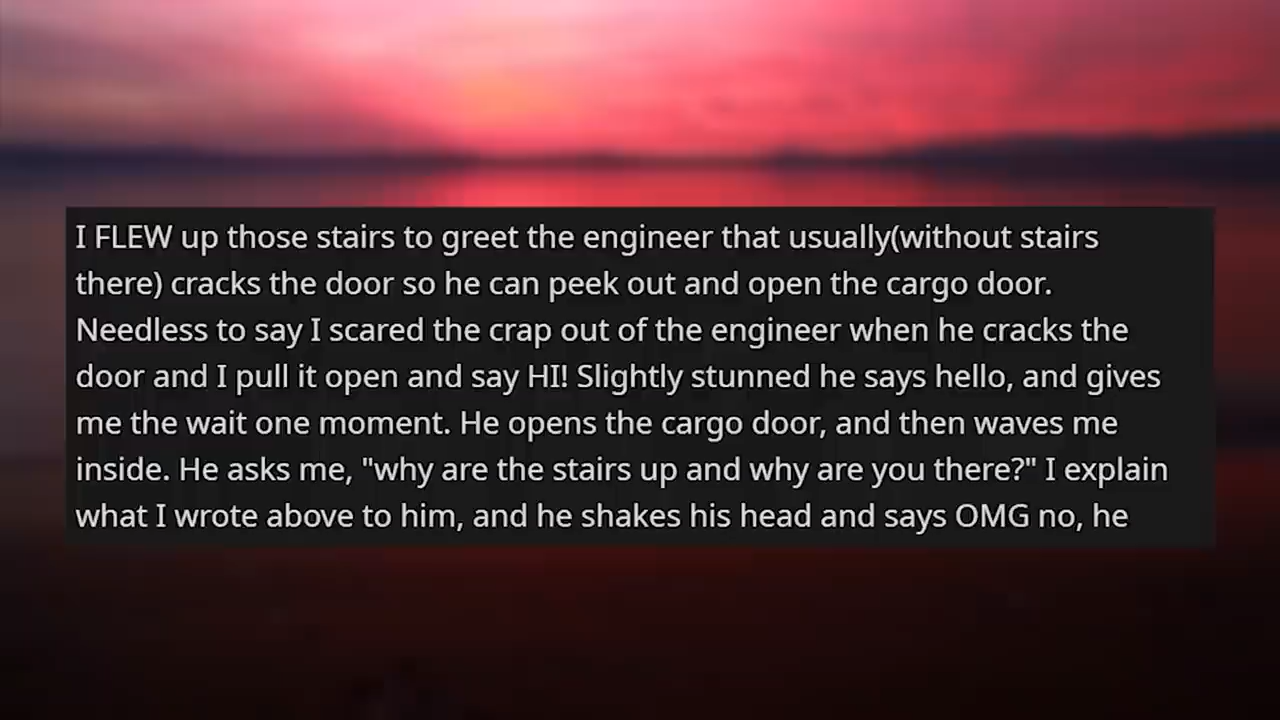 I FLEW up those stairs to greet the engineer that usually(without stairs
there) cracks the door so he can peek out and open the cargo door.
Needless to say I scared the crap out of the engineer when he cracks the
door and I pull it open and say HI! Slightly stunned he says hello, and gives
me the wait one moment. He opens the cargo door, and then waves me
inside. He asks me, "why are the stairs up and why are you there?" I explain
what I wrote above to him, and he shakes his head and says OMG no, he